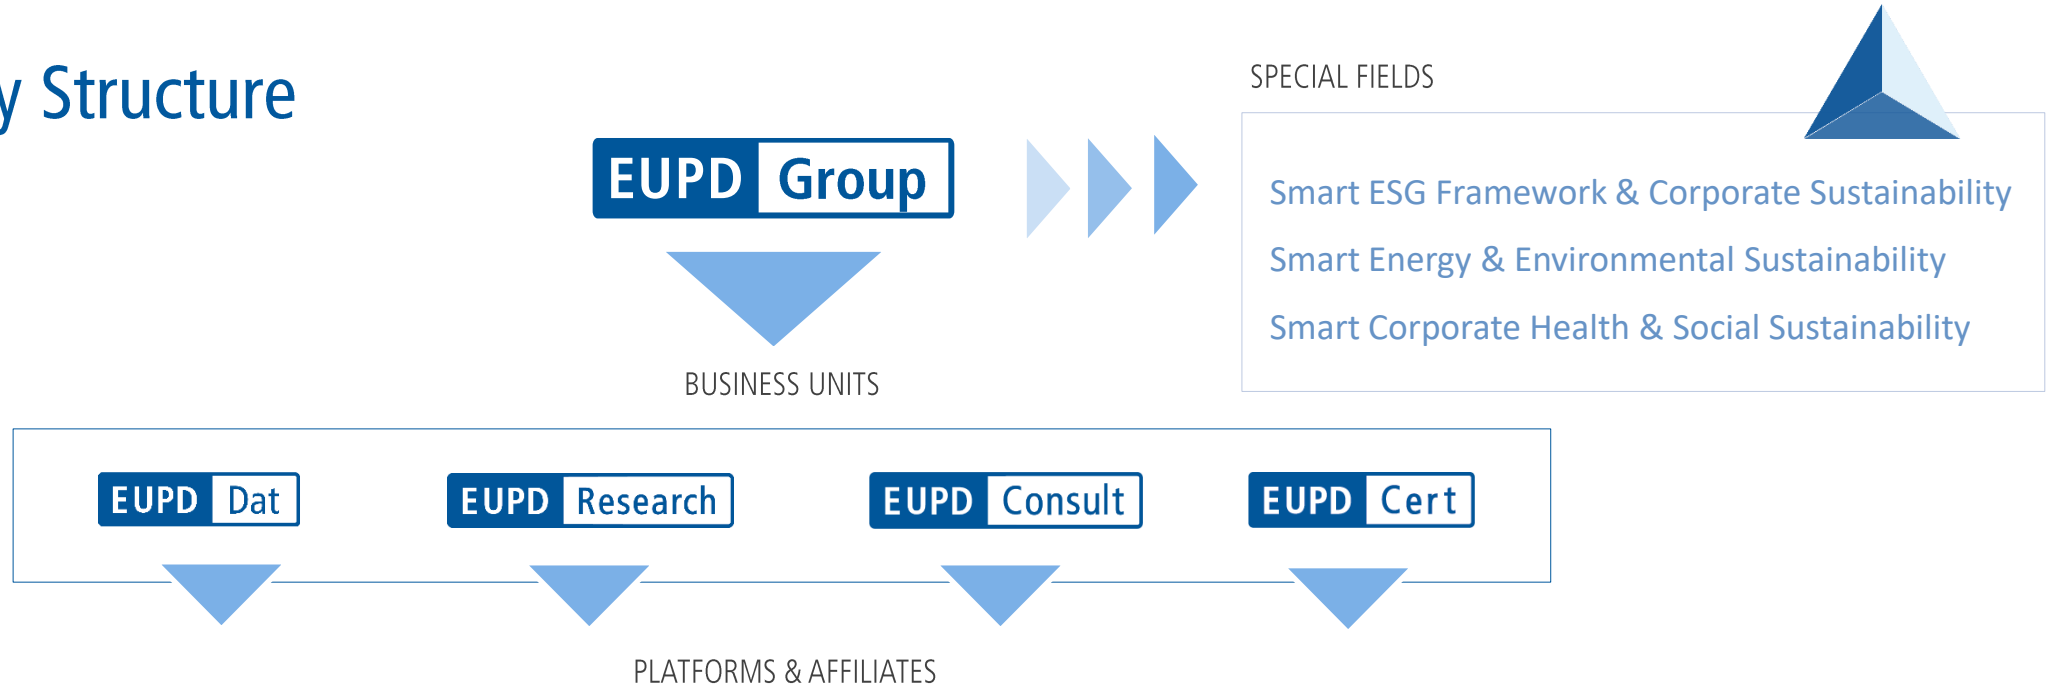 y Structure
SPECIAL FIELDS
EUPD Group
Smart ESG Framework & Corporate Sustainability
Smart Energy & Environmental Sustainability
Smart Corporate Health & Social Sustainability
BUSINESS UNITS
EUPD Dat
EUPD Research
EUPD Consult
EUPD Cert
PLATFORMS & AFFILIATES